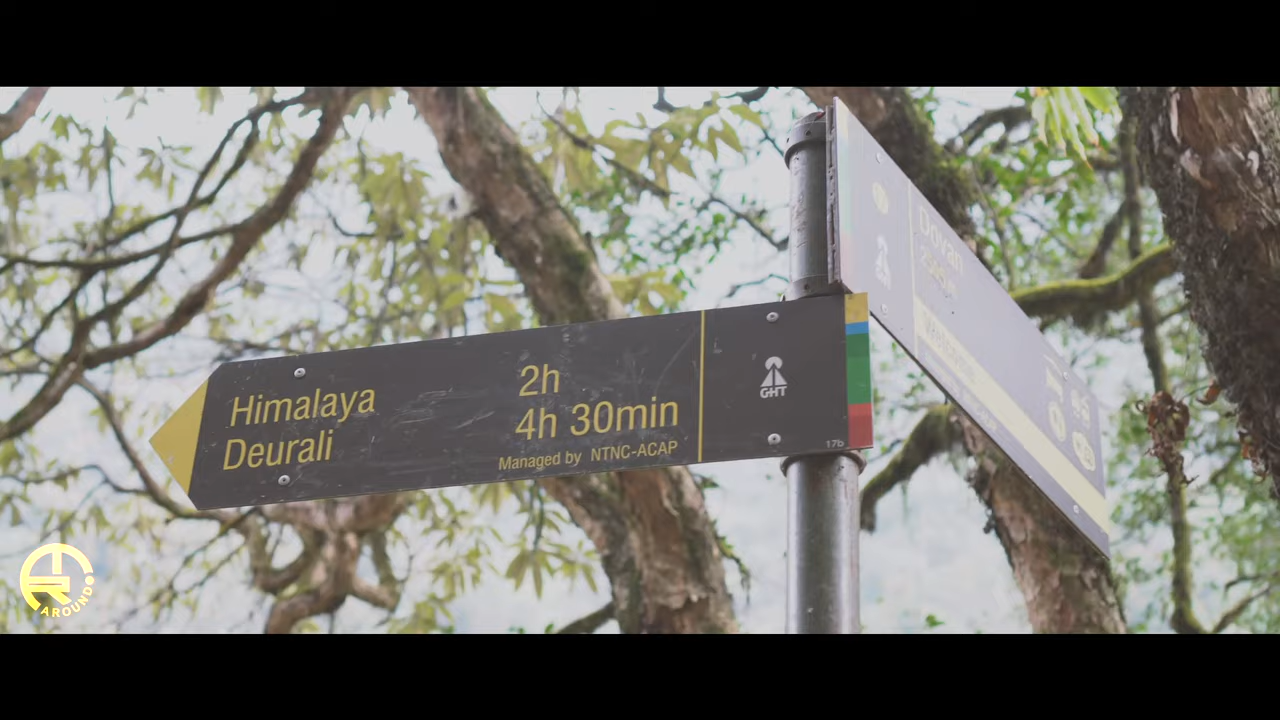 Himalaya 2h
Deurali 4h 30min
Managed by NTNC-ACAP
GHT
17b
Dovan
AROUND